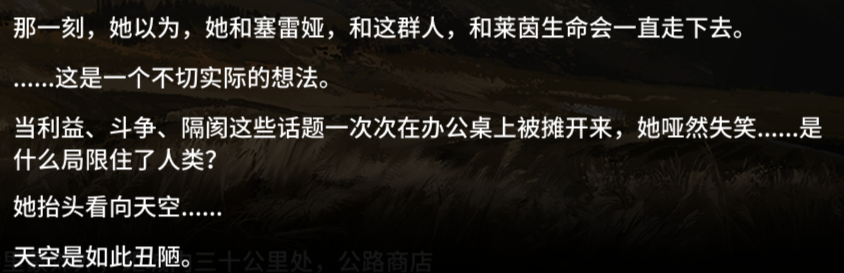 那一刻，她以为，她和塞雷娅，和这群人，和莱茵生命会一直走下去。
......这是一个不切实际的想法。
当利益、斗争、隔阂这些话题一次次在办公桌上被摊开来，她哑然失笑......是
什么局限住了人类？
她抬头看向天空......
天空是如此丑陋。
三十公里处，公路商店